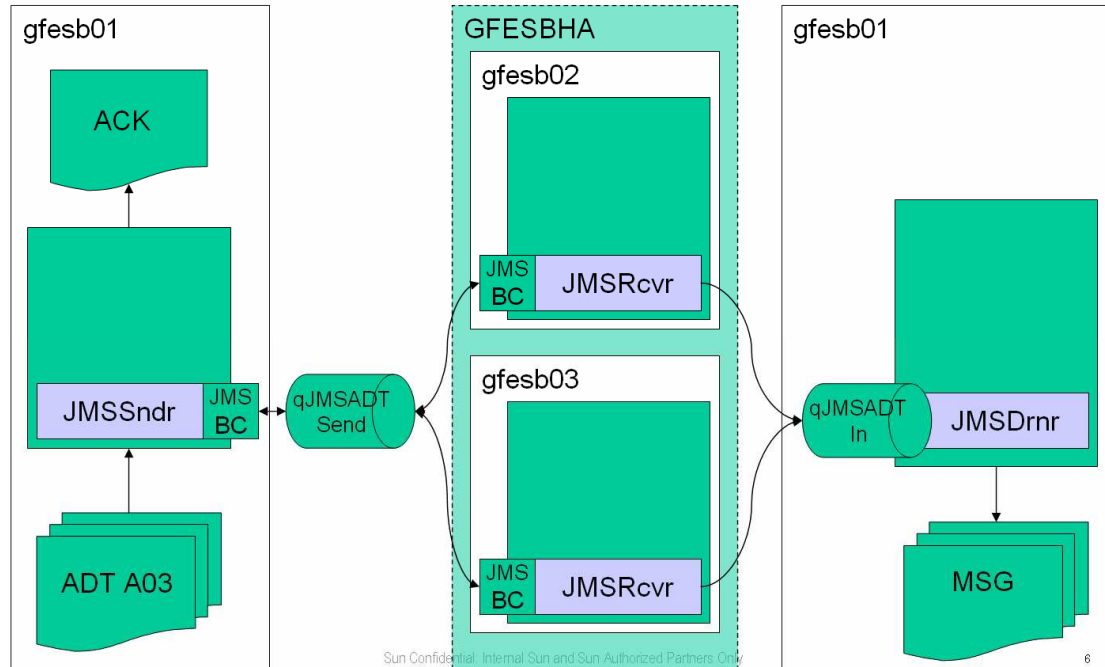 gfesb01
ACK
JMSSndr
JMS
BC
ADT A03
qJMSADT
Send
GFESBHA
gfesb02
JMS
BC
JMSRcvr
gfesb03
JMS
BC
JMSRcvr
gfesb01
qJMSADT
In
JMSDrnr
MSG
Sun Confidential: Internal Sun and Sun Authorized Partners Only
6